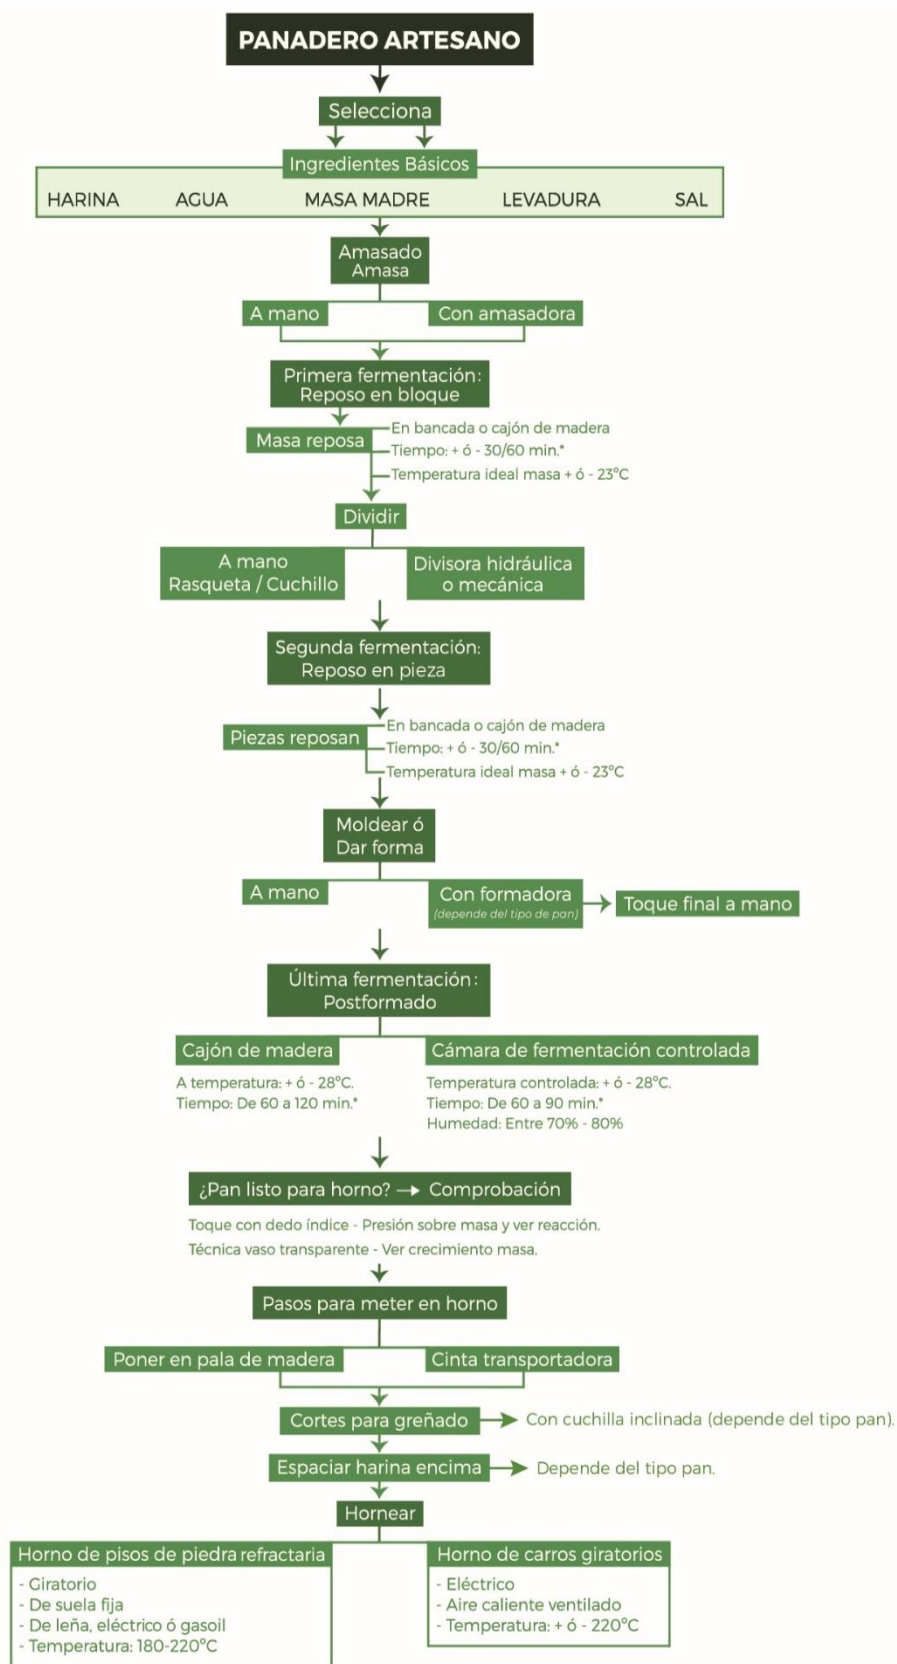 PANADERO ARTESANO
Selecciona
Ingredientes Básicos
HARINA AGUA MASA MADRE LEVADURA SAL
Amasado
Amasa
A mano Con amasadora
Primera fermentación:
Reposo en bloque
Masa reposa
En bancada o cajón de madera
Tiempo: + ó - 30/60 min.*
Temperatura ideal masa + ó - 23ºC
Dividir
A mano
Rasqueta / Cuchillo
Divisora hidráulica
o mecánica
Segunda fermentación:
Reposo en pieza
Piezas reposan
En bancada o cajón de madera
Tiempo: + ó - 30/60 min.*
Temperatura ideal masa + ó - 23ºC
Moldear ó
Dar forma
A mano
Con formadora
(depende del tipo de pan)
Toque final a mano
Última fermentación:
Postformado
Cajón de madera
A temperatura: + ó - 28ºC.
Tiempo: De 60 a 120 min.*
Cámara de fermentación controlada
Temperatura controlada: + ó - 28ºC.
Tiempo: De 60 a 90 min.*
Humedad: Entre 70% - 80%
¿Pan listo para horno? → Comprobación
Toque con dedo índice - Presión sobre masa y ver reacción.
Técnica vaso transparente - Ver crecimiento masa.
Pasos para meter en horno
Poner en pala de madera Cinta transportadora
Cortes para greñado Con cuchilla inclinada (depende del tipo pan).
Espaciar harina encima Depende del tipo pan.
Hornear
Horno de pisos de piedra refractaria
- Giratorio
- De suela fija
- De leña, eléctrico ó gasoil
- Temperatura: 180-220ºC
Horno de carros giratorios
- Eléctrico
- Aire caliente ventilado
- Temperatura: + ó - 220ºC